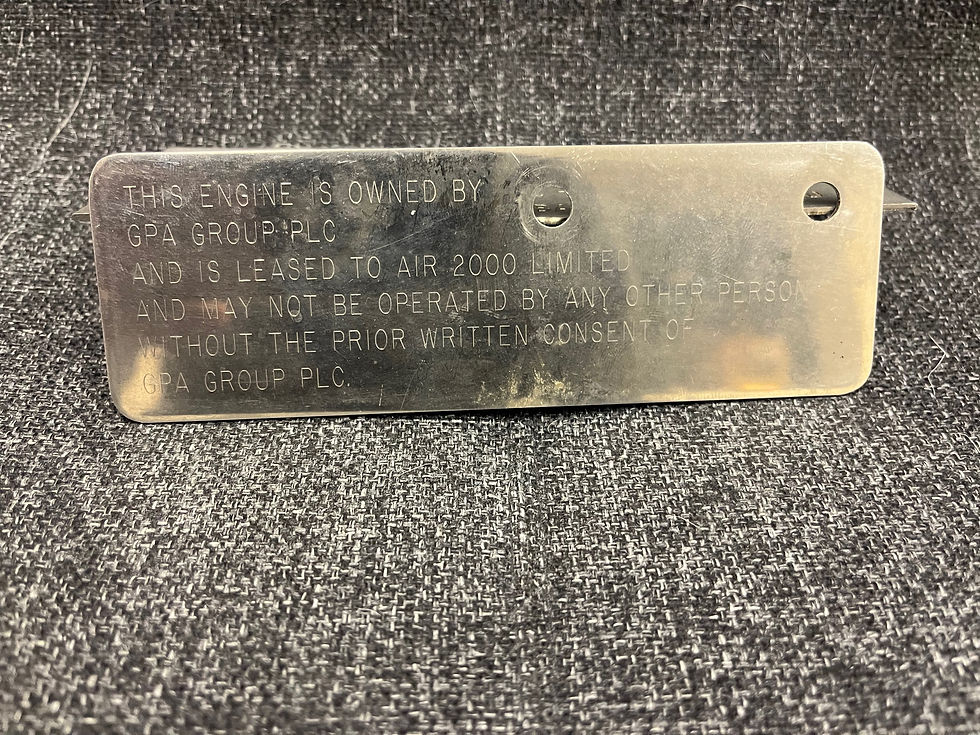 THIS ENGINE IS OWNED BY
GPA GROUP PLC
AND IS LEASED TO AIR 2000 LIMITED
AND MAY NOT BE OPERATED BY ANY OTHER PERSON
WITHOUT THE PRIOR WRITTEN CONSENT OF
GPA GROUP PLC.